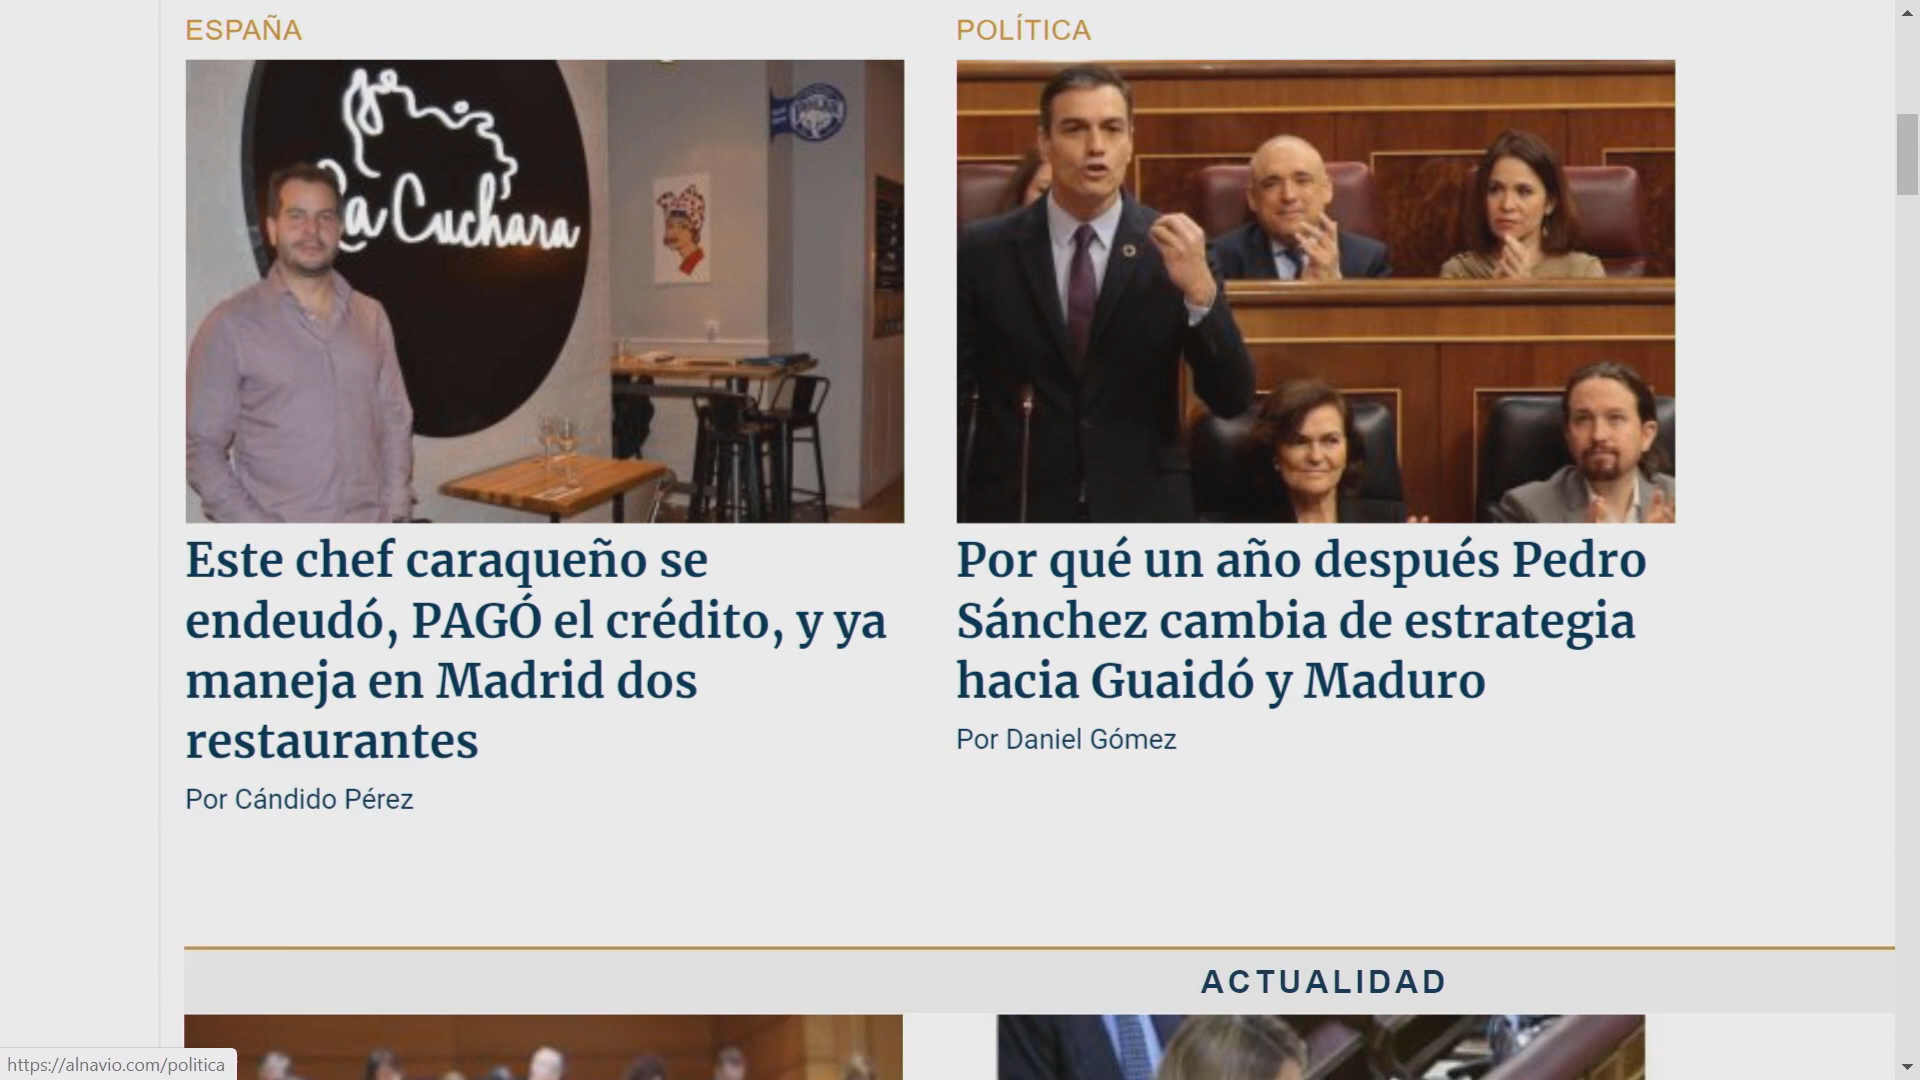 ESPAÑA
La Cuchara
Este chef caraqueño se
endeudó, PAGÓ el crédito, y ya
maneja en Madrid dos
restaurantes
Por Cándido Pérez
POLÍTICA
Por qué un año después Pedro
Sánchez cambia de estrategia
hacia Guaidó y Maduro
Por Daniel Gómez
ACTUALIDAD
https://alnavio.com/politica